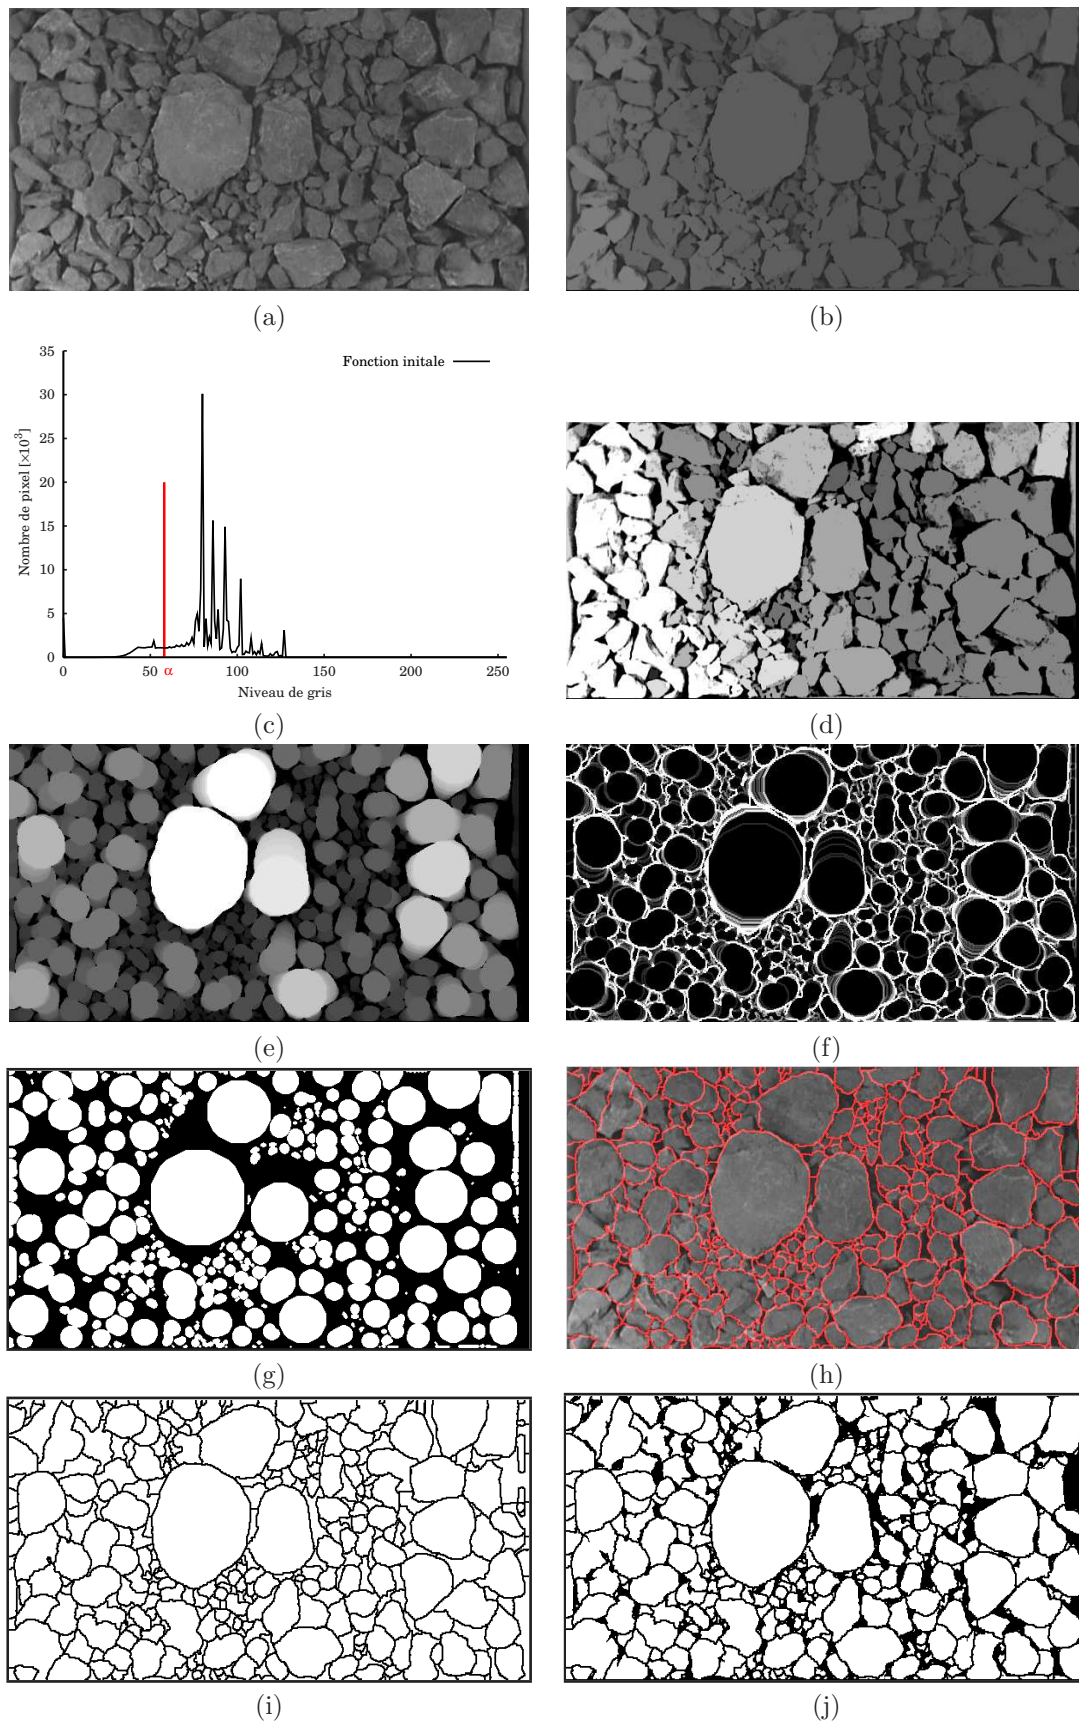 (a)
(b)
35
30
25
20
15
10
5
0
Nombre de pixel [×10³]
Fonction initale
0
50
α
100
150
200
250
Niveau de gris
(c)
(d)
(e)
(f)
(g)
(h)
(i)
(j)